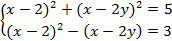 (x − 2)² + (x − 2y)² = 5
(x − 2)² − (x − 2y) = 3